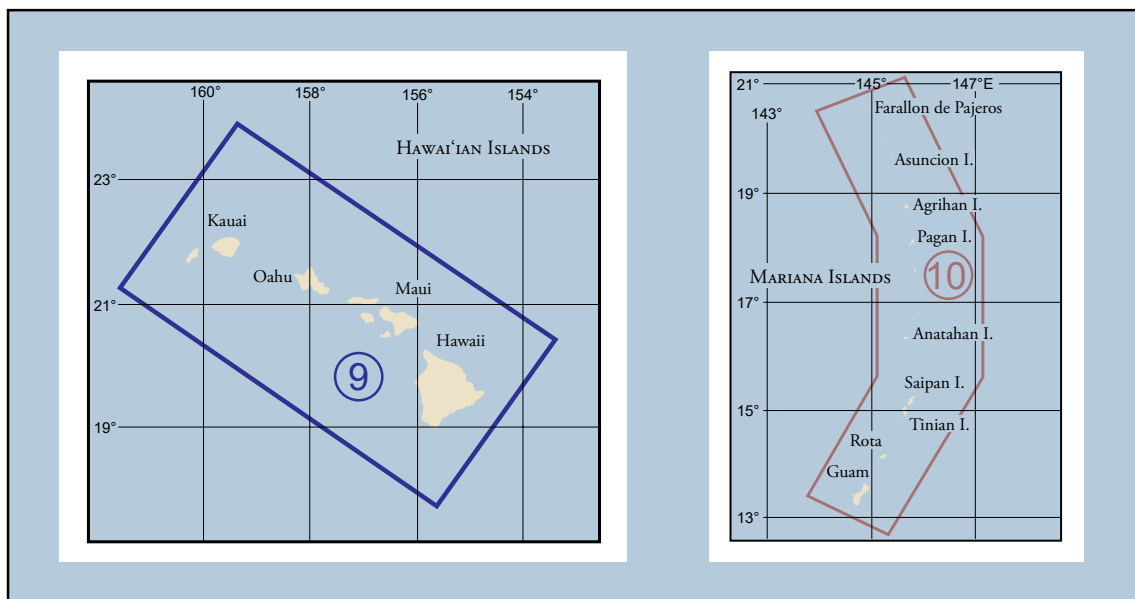 160°
158°
156°
154°
HAWAI‘IAN ISLANDS
23°
Kauai
Oahu
21°
Maui
Hawaii
9
19°
21°
145°
147°E
143°
Farallon de Pajeros
Asuncion I.
19°
Agrihan I.
Pagan I.
MARIANA ISLANDS
10
17°
Anatahan I.
Saipan I.
15°
Tinian I.
Rota
Guam
13°